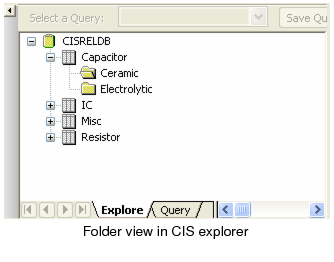 Select a Query:
Save Qu
CISRELDB
Capacitor
Ceramic
Electrolytic
IC
Misc
Resistor
Explore
Query
Folder view in CIS explorer